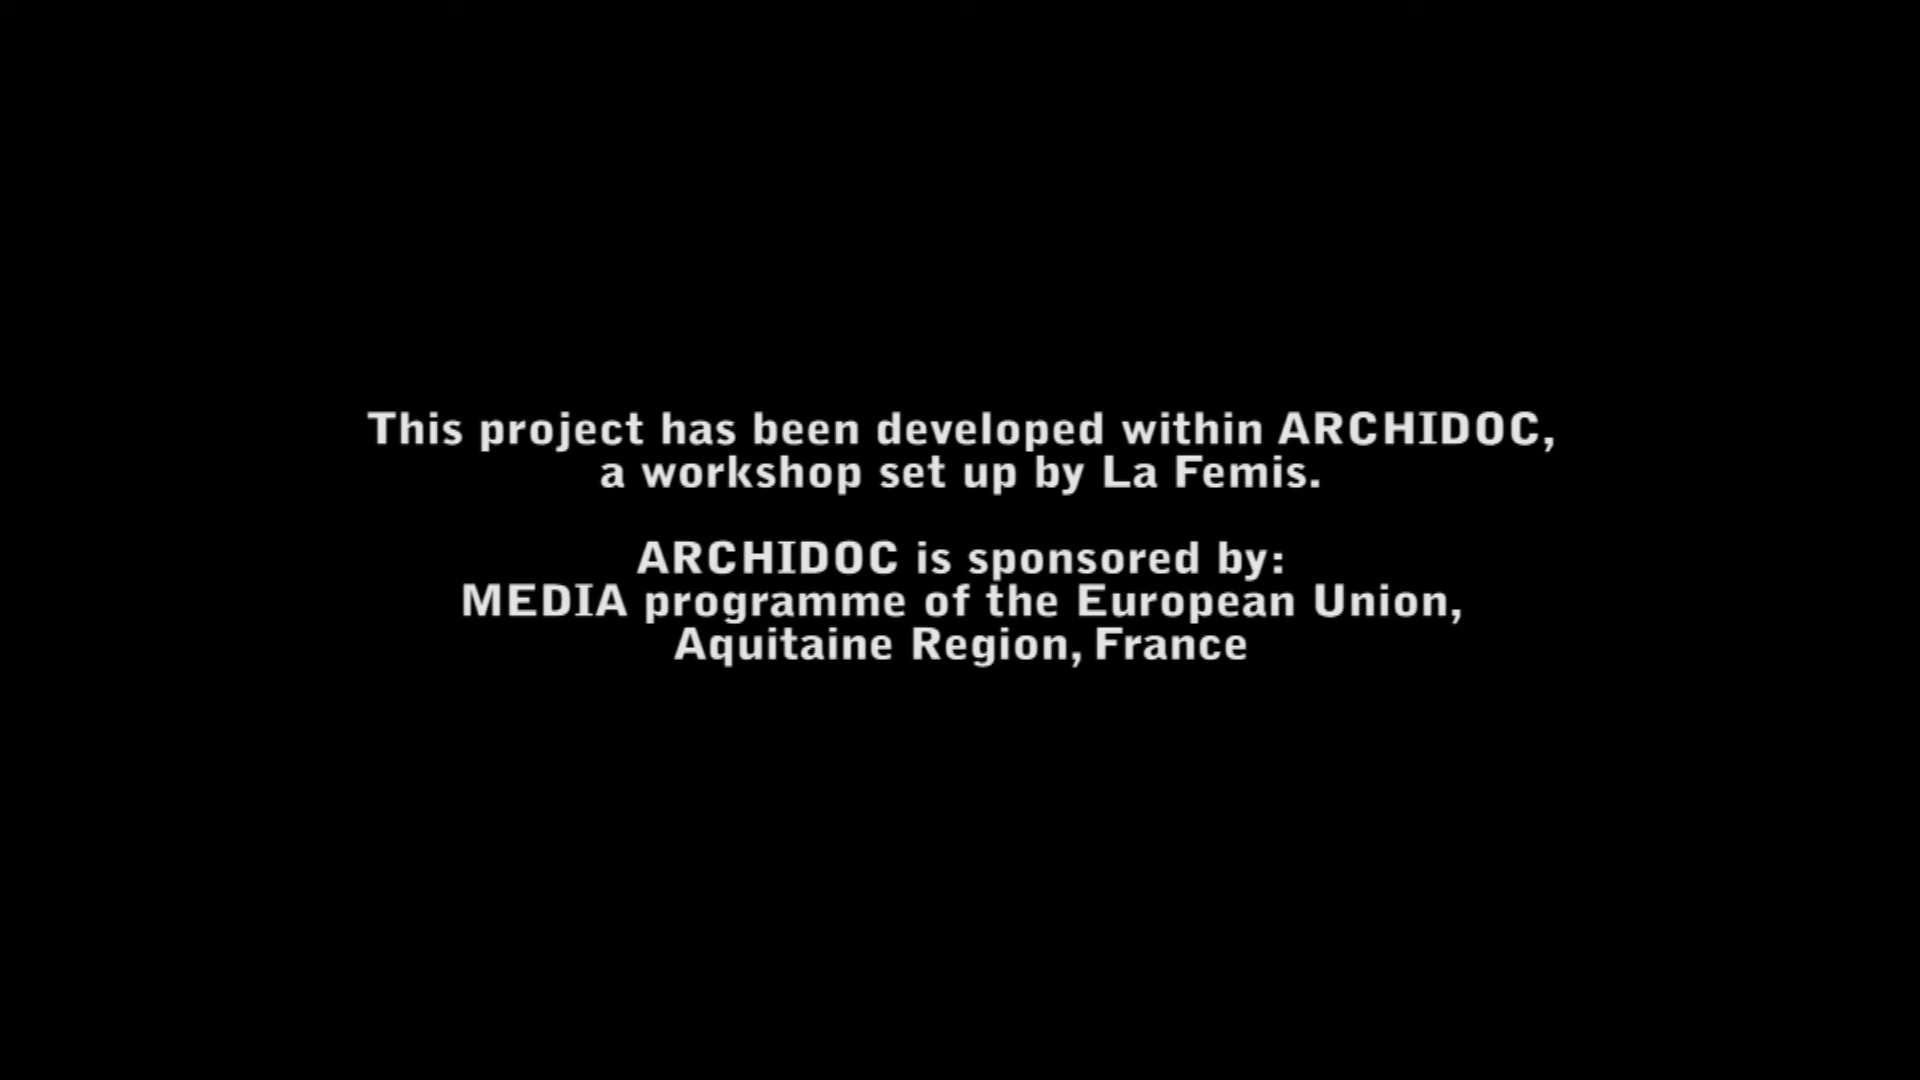 This project has been developed within ARCHIDOC,
a workshop set up by La Femis.
ARCHIDOC is sponsored by:
MEDIA programme of the European Union,
Aquitaine Region, France